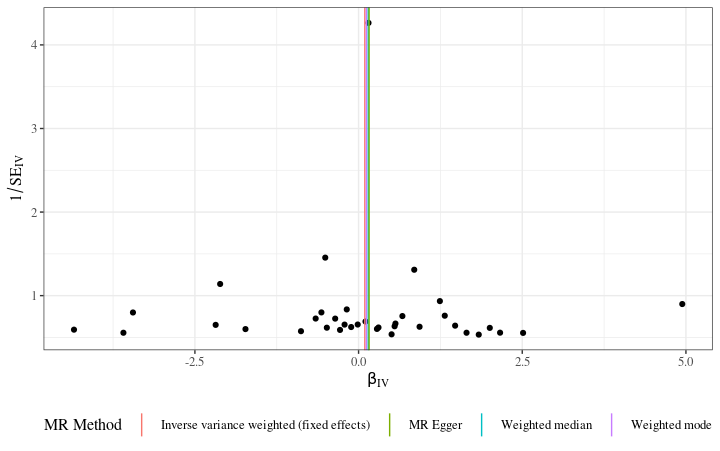 4
3
2
1
1/SE_IV
-2.5 0.0 2.5 5.0
β_IV
MR Method Inverse variance weighted (fixed effects) MR Egger Weighted median Weighted mode